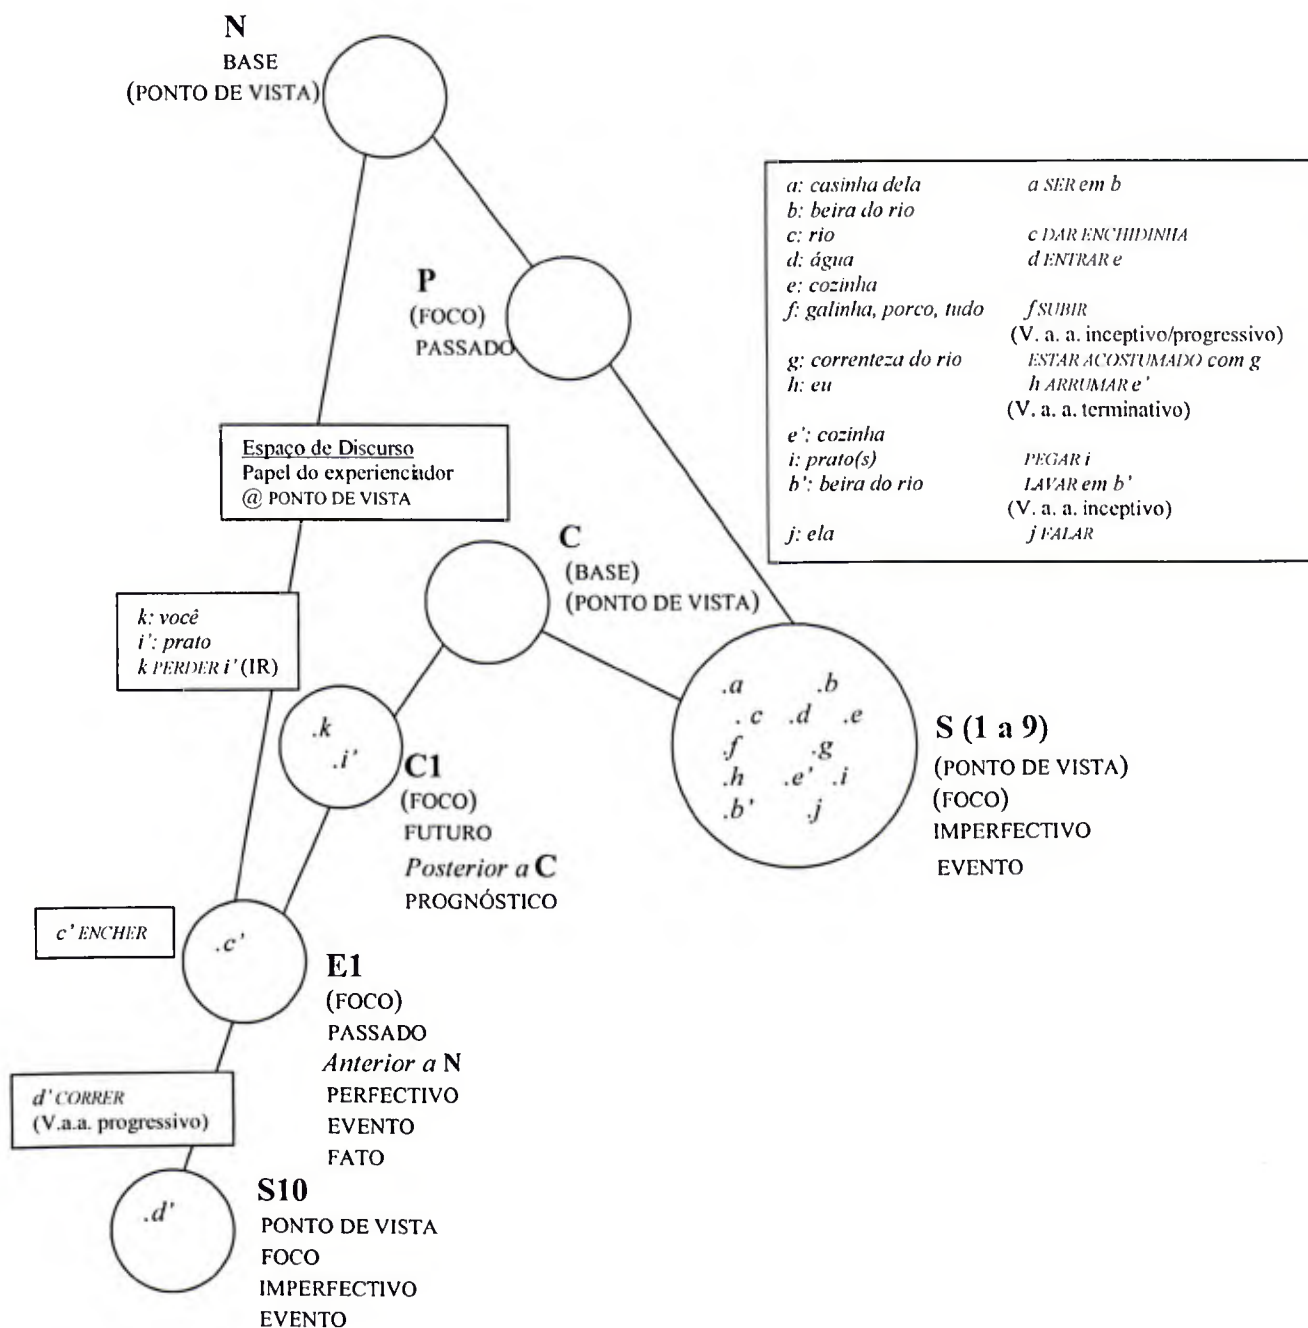 N
BASE
(PONTO DE VISTA)
P
(FOCO)
PASSADO
a: casinha dela a SER em b
b: beira do rio
c: rio c DAR ENCHIDINHA
d: água d ENTRAR e
e: cozinha
f: galinha, porco, tudo f SUBIR
(V. a. a. inceptivo/progressivo)
g: correnteza do rio ESTAR ACOSTUMADO com g
h: eu h ARRUMAR e'
(V. a. a. terminativo)
e': cozinha
i: prato(s) PEGAR i
b': beira do rio LAVAR em b'
(V. a. a. inceptivo)
j: ela j FALAR
Espaço de Discurso
Papel do experienciador
@ PONTO DE VISTA
C
(BASE)
(PONTO DE VISTA)
k: você
i': prato
k PERDER i' (IR)
.a .b
.c .d .e
.f .g
.h .e' .i
.b' .j
S (1 a 9)
(PONTO DE VISTA)
(FOCO)
IMPERFECTIVO
EVENTO
.k
.i'
C1
(FOCO)
FUTURO
Posterior a C
PROGNÓSTICO
c' ENCHER
.c'
E1
(FOCO)
PASSADO
Anterior a N
PERFECTIVO
EVENTO
FATO
d' CORRER
(V.a.a. progressivo)
.d'
S10
PONTO DE VISTA
FOCO
IMPERFECTIVO
EVENTO